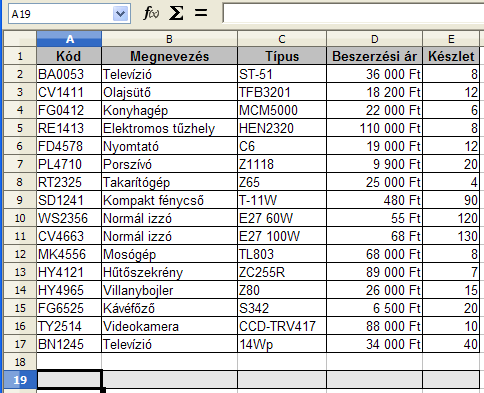 A19 f(x) Σ =
A B C D E
1 Kód Megnevezés Típus Beszerzési ár Készlet
2 BA0053 Televízió ST-51 36 000 Ft 8
3 CV1411 Olajsütő TFB3201 18 200 Ft 12
4 FG0412 Konyhagép MCM5000 22 000 Ft 6
5 RE1413 Elektromos tűzhely HEN2320 110 000 Ft 8
6 FD4578 Nyomtató C6 19 000 Ft 12
7 PL4710 Porszívó Z1118 9 900 Ft 20
8 RT2325 Takarítógép Z65 25 000 Ft 4
9 SD1241 Kompakt fénycső T-11W 480 Ft 90
10 WS2356 Normál izzó E27 60W 55 Ft 120
11 CV4663 Normál izzó E27 100W 68 Ft 130
12 MK4556 Mosógép TL803 68 000 Ft 8
13 HY4121 Hűtőszekrény ZC255R 89 000 Ft 7
14 HY4965 Villanybojler Z80 26 000 Ft 15
15 FG6525 Kávéfőző S342 6 500 Ft 20
16 TY2514 Videokamera CCD-TRV417 88 000 Ft 10
17 BN1245 Televízió 14Wp 34 000 Ft 40
18
19